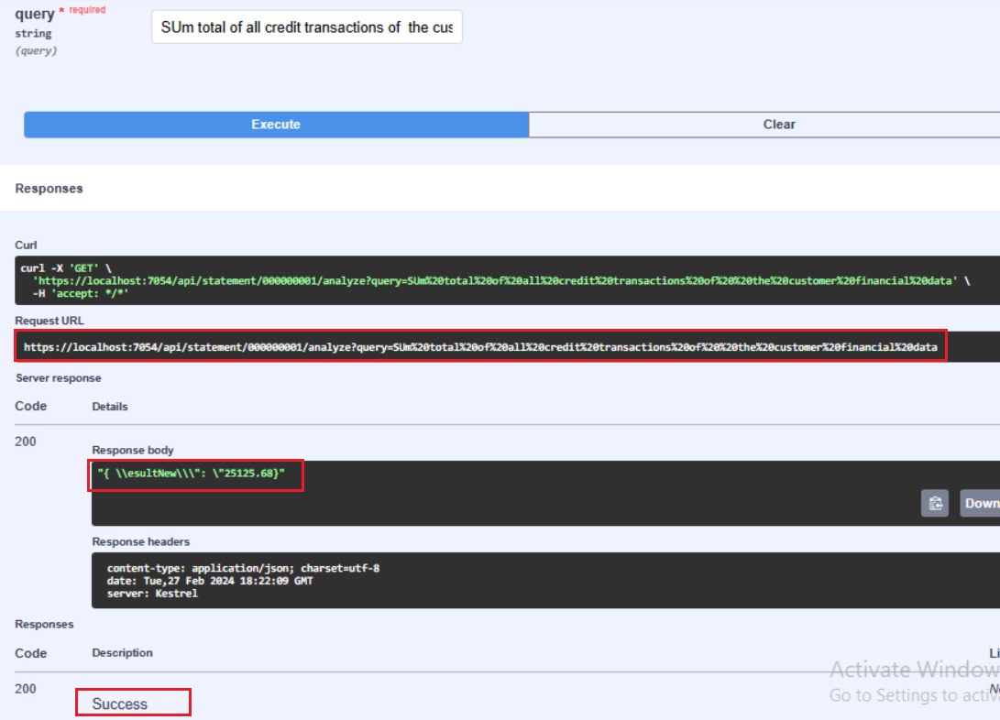 query * required
string
(query)
SUm total of all credit transactions of  the cus
Execute
Clear
Responses
Curl
curl -X 'GET' \
'https://localhost:7054/api/statement/000000001/analyze?query=SUm%20total%20of%20all%20credit%20transactions%20of%20%20the%20customer%20financial%20data' \
-H 'accept: */*'
Request URL
https://localhost:7054/api/statement/000000001/analyze?query=SUm%20total%20of%20all%20credit%20transactions%20of%20%20the%20customer%20financial%20data
Server response
Code
Details
200
Response body
"{ \\esultNew\\\": \"25125.68}"
Down
Response headers
content-type: application/json; charset=utf-8
date: Tue,27 Feb 2024 18:22:09 GMT
server: Kestrel
Responses
Code
Description
Li
200
Success
Activate Window
Go to Settings to activ